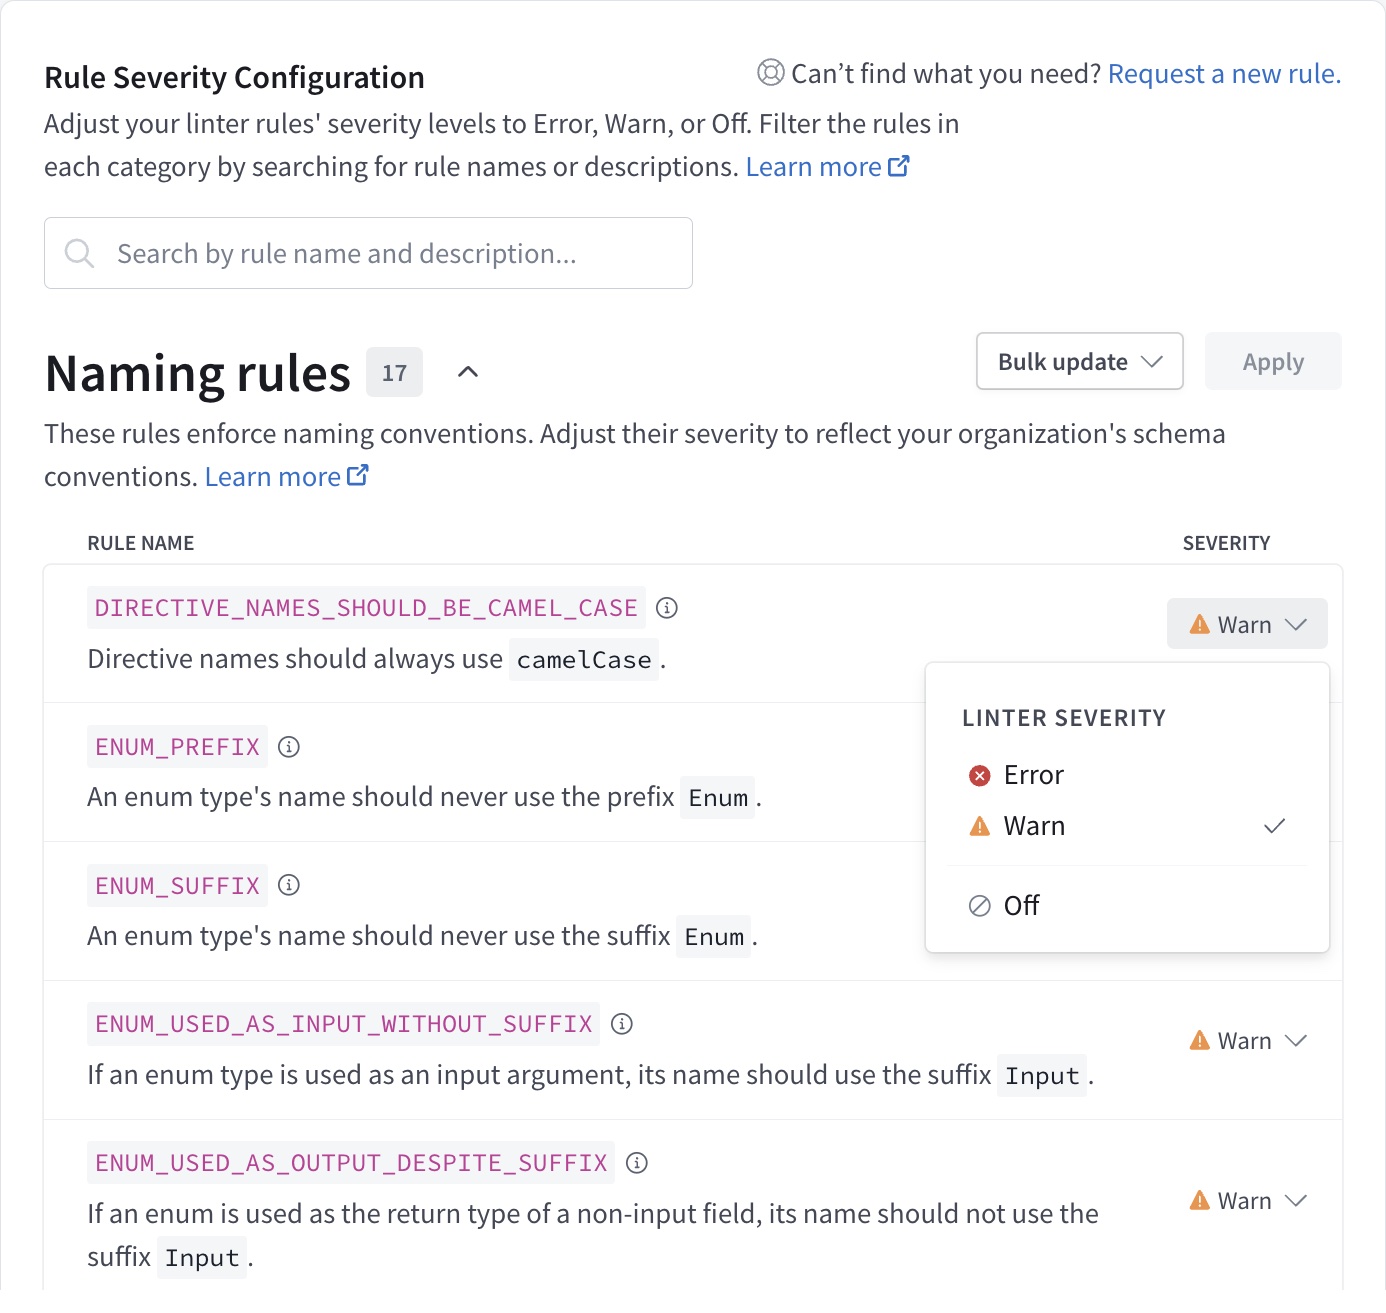 Rule Severity Configuration
Can’t find what you need? Request a new rule.
Adjust your linter rules' severity levels to Error, Warn, or Off. Filter the rules in
each category by searching for rule names or descriptions. Learn more
Search by rule name and description...
Naming rules 17
Bulk update
Apply
These rules enforce naming conventions. Adjust their severity to reflect your organization's schema
conventions. Learn more
RULE NAME
SEVERITY
DIRECTIVE_NAMES_SHOULD_BE_CAMEL_CASE
Warn
Directive names should always use camelCase.
LINTER SEVERITY
Error
Warn
Off
ENUM_PREFIX
An enum type's name should never use the prefix Enum.
ENUM_SUFFIX
An enum type's name should never use the suffix Enum.
ENUM_USED_AS_INPUT_WITHOUT_SUFFIX
Warn
If an enum type is used as an input argument, its name should use the suffix Input.
ENUM_USED_AS_OUTPUT_DESPITE_SUFFIX
Warn
If an enum is used as the return type of a non-input field, its name should not use the
suffix Input.